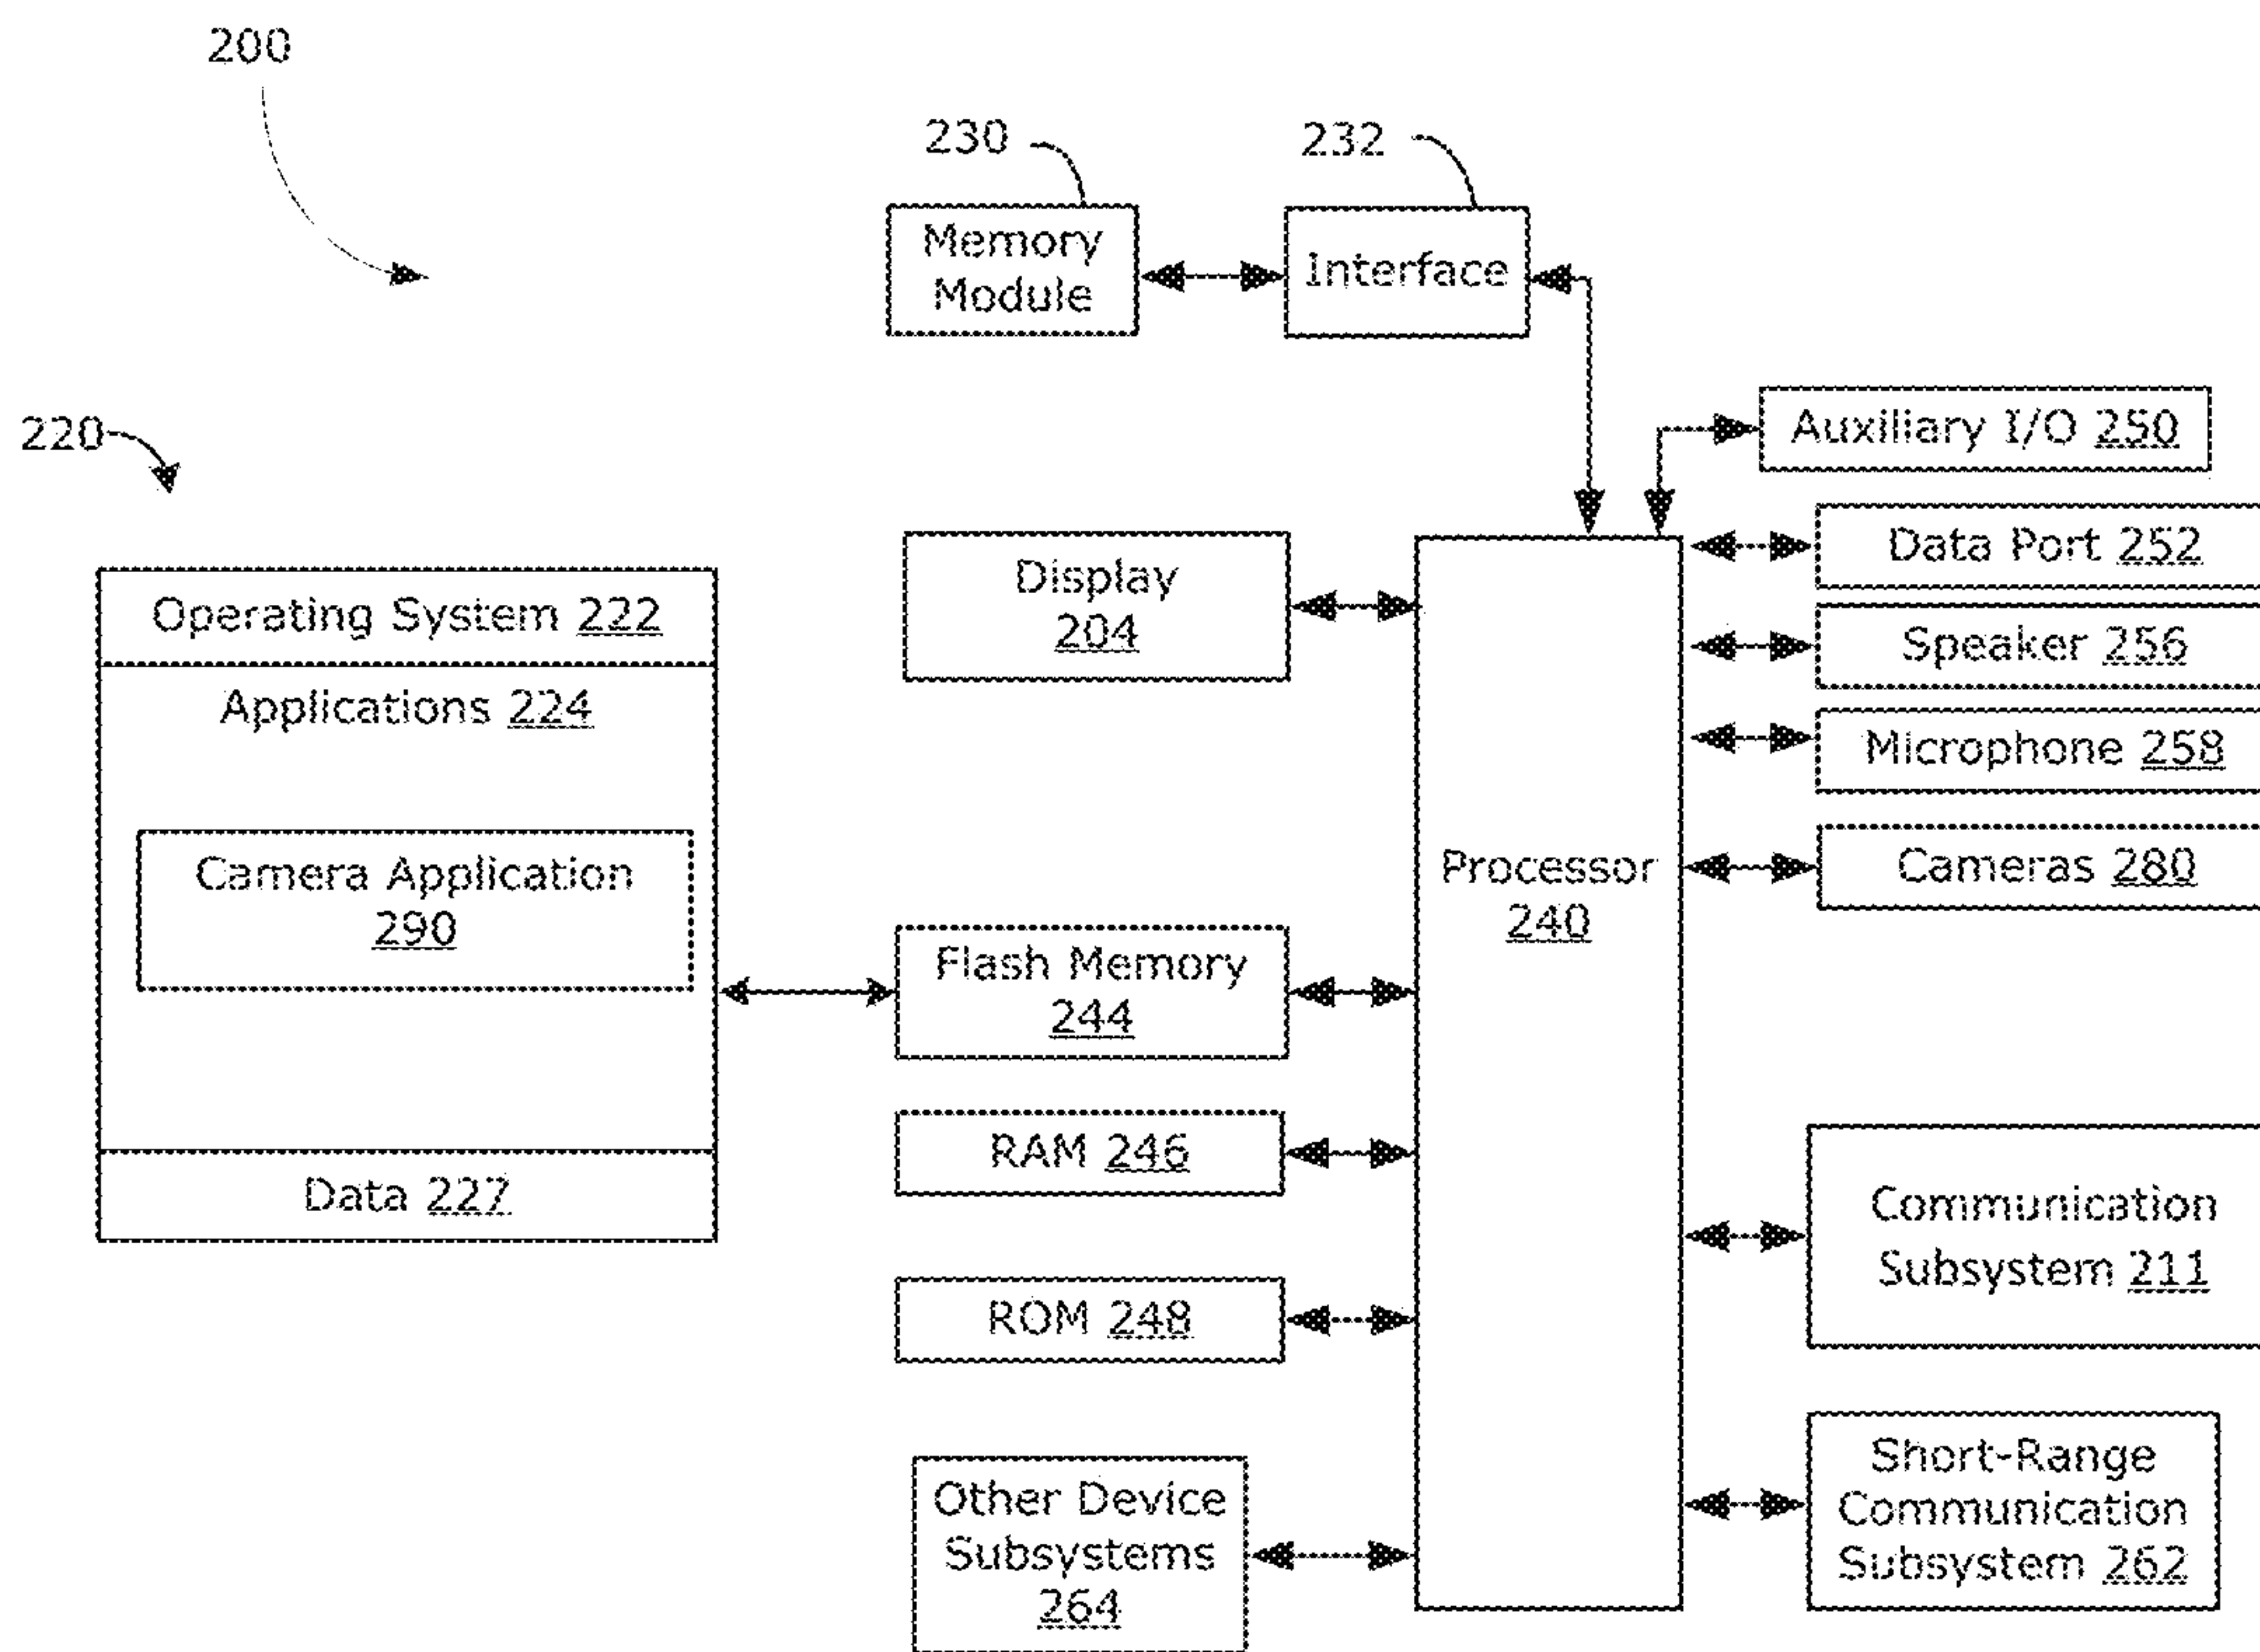 200
230
232
Memory
Module
Interface
Auxiliary I/O 250
220
Data Port 252
Display
204
Operating System 222
Speaker 256
Applications 224
Microphone 258
Camera Application
290
Processor
240
Cameras 280
Flash Memory
244
RAM 246
Data 227
Communication
Subsystem 211
ROM 248
Short-Range
Communication
Subsystem 262
Other Device
Subsystems
264